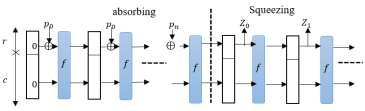 absorbing
Squeezing
p₀ p₀ pₙ Z₀ Z₁
r 0
f f f f f
c 0